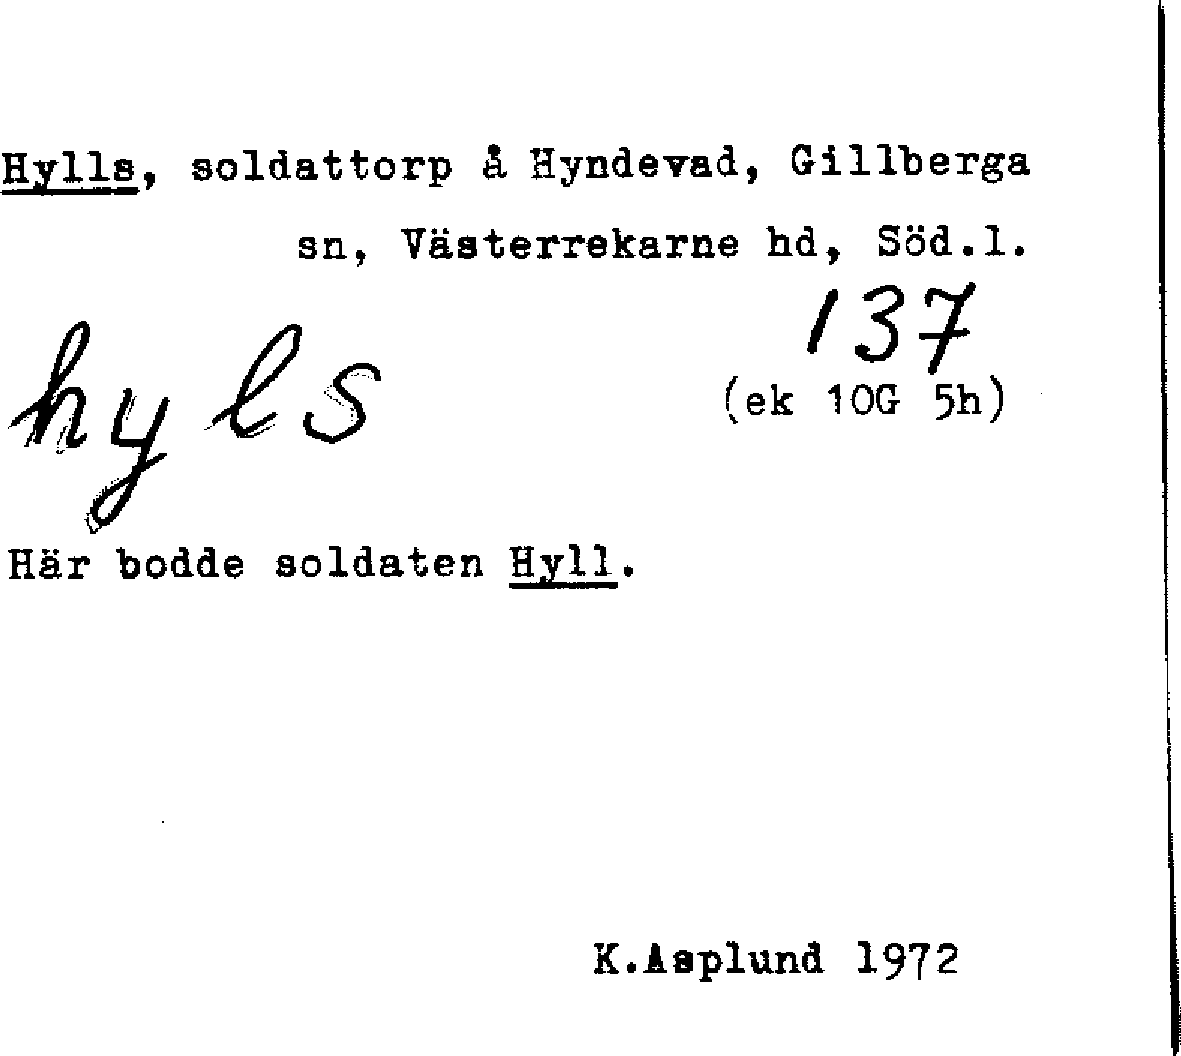 Hylls, soldattorp å Hyndevad, Gillberga
sn, Västerrekarne hd, Söd.l.
137
hyls
(ek 10G 5h)
Här bodde soldaten Hyll.
K.Asplund 1972